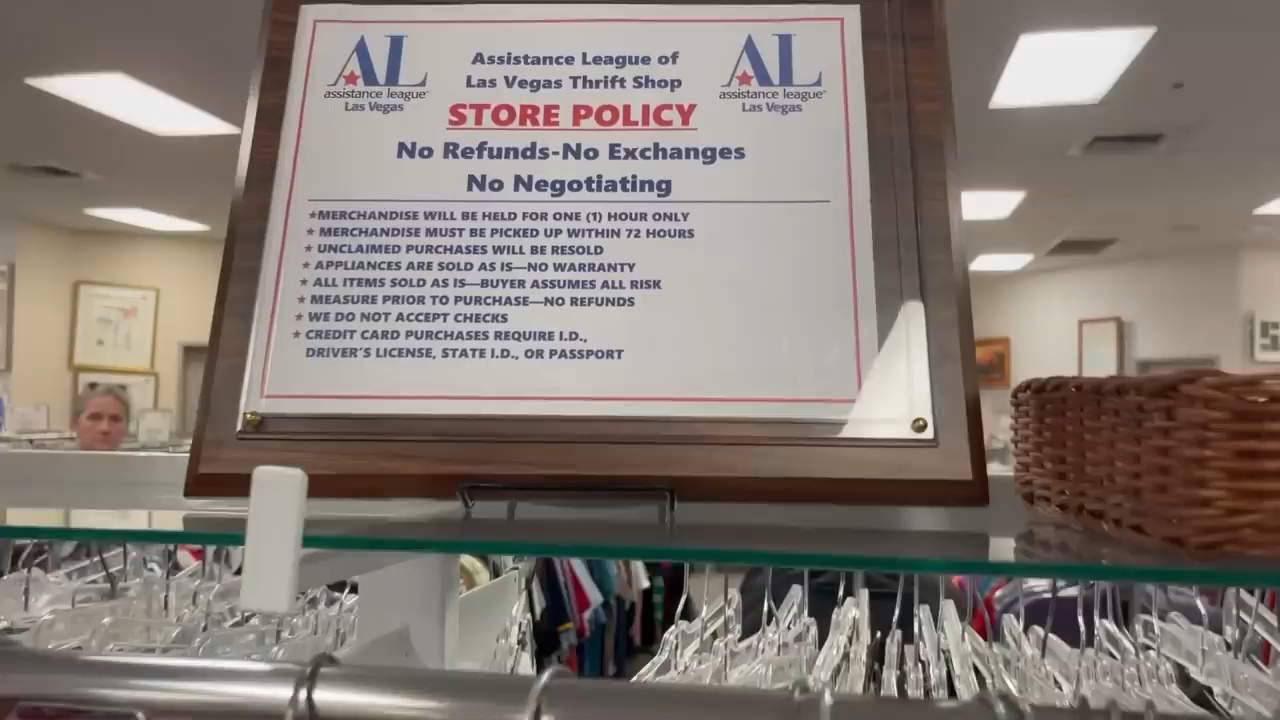 AL
assistance league
Las Vegas
Assistance League of
Las Vegas Thrift Shop
AL
assistance league
Las Vegas
STORE POLICY
No Refunds-No Exchanges
No Negotiating
★MERCHANDISE WILL BE HELD FOR ONE (1) HOUR ONLY
★ MERCHANDISE MUST BE PICKED UP WITHIN 72 HOURS
★ UNCLAIMED PURCHASES WILL BE RESOLD
★ APPLIANCES ARE SOLD AS IS—NO WARRANTY
★ ALL ITEMS SOLD AS IS—BUYER ASSUMES ALL RISK
★ MEASURE PRIOR TO PURCHASE—NO REFUNDS
★ WE DO NOT ACCEPT CHECKS
★ CREDIT CARD PURCHASES REQUIRE I.D.,
DRIVER'S LICENSE, STATE I.D., OR PASSPORT